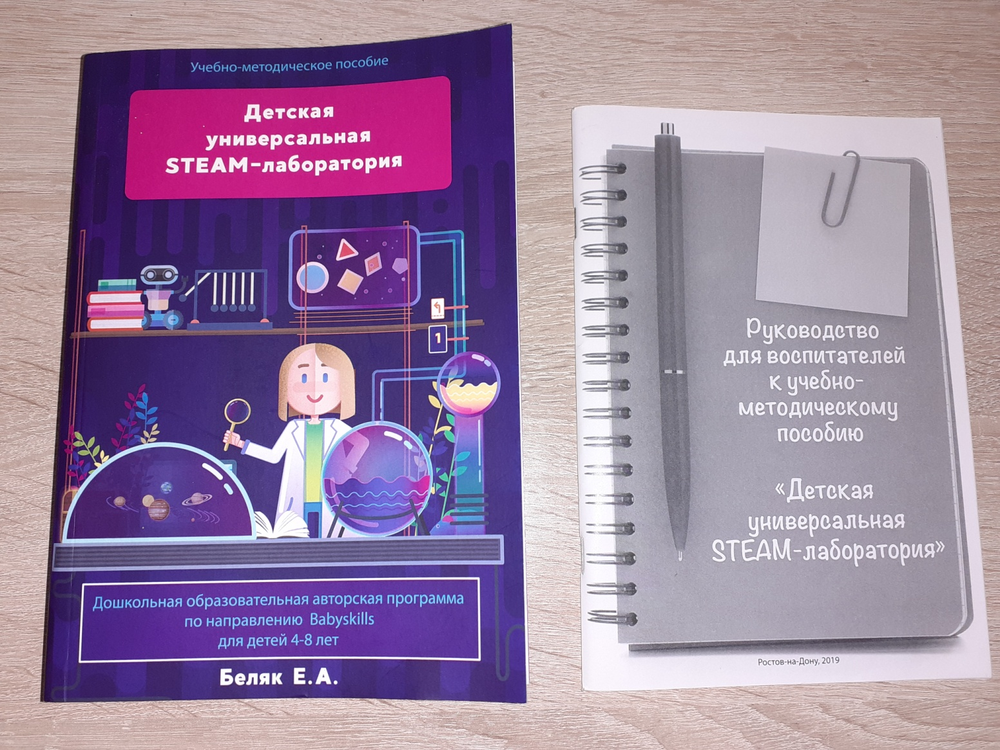 Учебно-методическое пособие
Детская
универсальная
STEAM-лаборатория
1
Дошкольная образовательная авторская программа
по направлению Babyskills
для детей 4-8 лет
Беляк Е.А.
Руководство
для воспитателей
к учебно-
методическому
пособию
«Детская
универсальная
STEAM-лаборатория»
Ростов-на-Дону, 2019